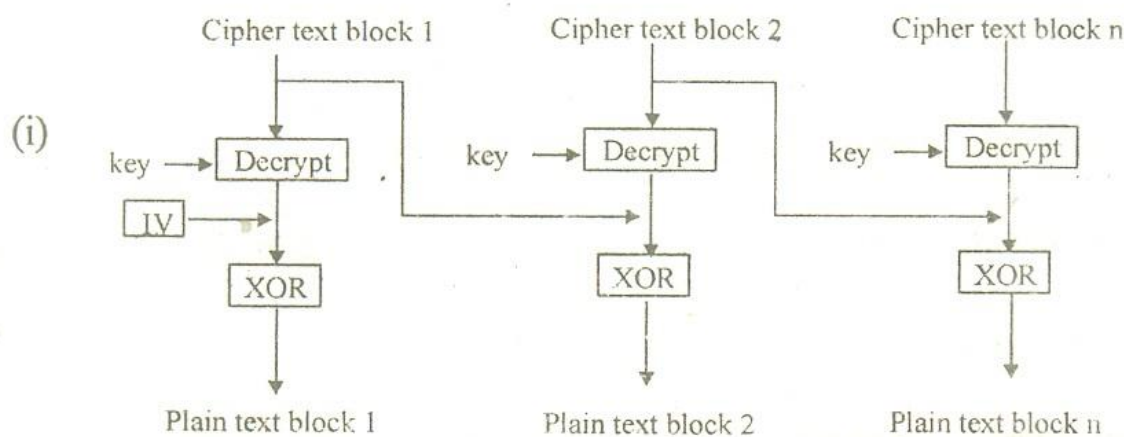 Cipher text block 1 Cipher text block 2 Cipher text block n
(i)
key Decrypt key Decrypt key Decrypt
IV
XOR XOR XOR
Plain text block 1 Plain text block 2 Plain text block n